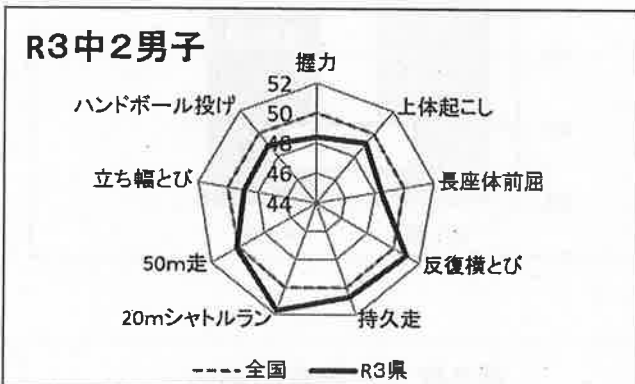 R3中2男子
握力
上体起こし
長座体前屈
反復横とび
持久走
20mシャトルラン
50m走
立ち幅とび
ハンドボール投げ
52
50
48
46
44
全国 R3県